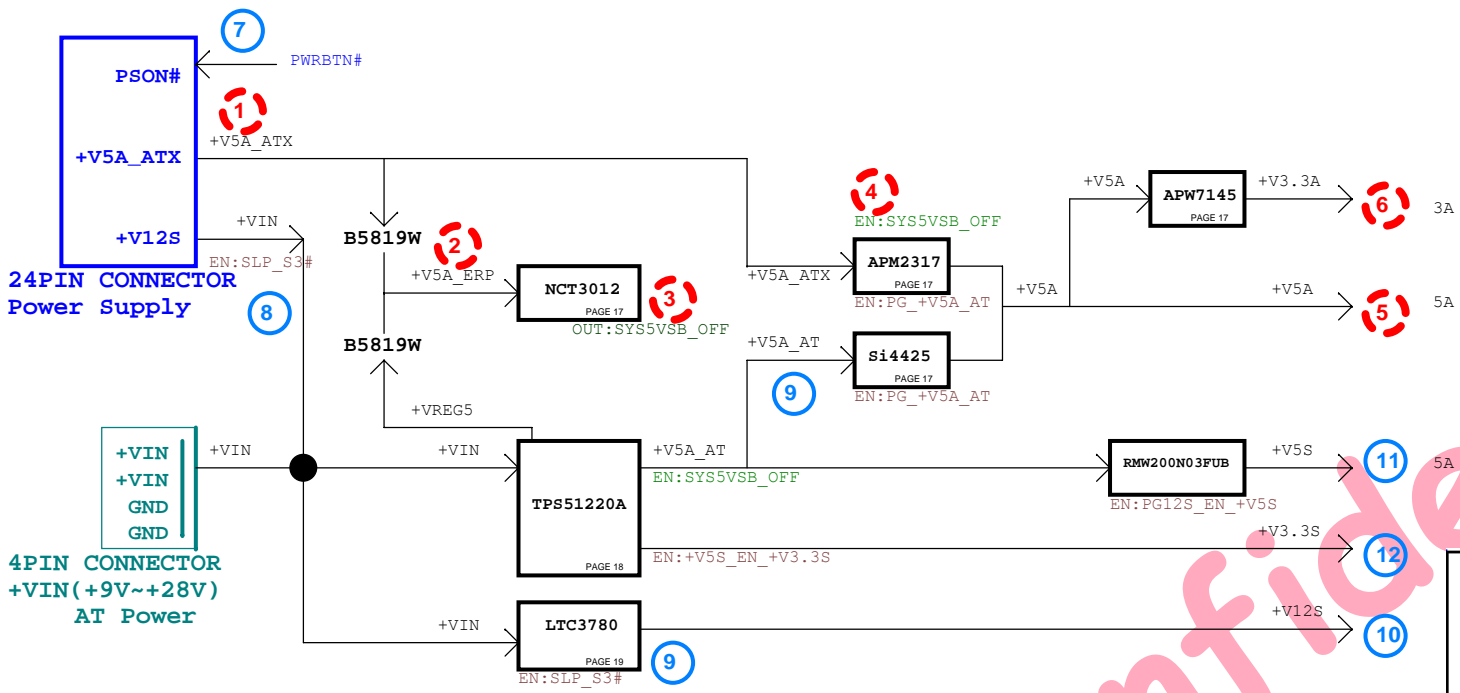 7
PSON#
PWRBTN#
1
+V5A_ATX
+V5A_ATX
+VIN
+V12S
EN:SLP_S3#
24PIN CONNECTOR
Power Supply
8
B5819W
2
+V5A_ERP
NCT3012
PAGE 17
3
OUT:SYS5VSB_OFF
B5819W
+VREG5
4
EN:SYS5VSB_OFF
APM2317
PAGE 17
+V5A_ATX
EN:PG_+V5A_AT
+V5A_AT
Si4425
PAGE 17
9
EN:PG_+V5A_AT
+V5A
+V5A
APW7145
PAGE 17
+V3.3A
6
3A
+V5A
5
5A
+VIN
+VIN
GND
GND
+VIN
4PIN CONNECTOR
+VIN(+9V~+28V)
AT Power
+VIN
TPS51220A
PAGE 18
+V5A_AT
EN:SYS5VSB_OFF
EN:+V5S_EN_+V3.3S
RMW200N03FUB
EN:PG12S_EN_+V5S
+V5S
11
5A
+V3.3S
12
+VIN
LTC3780
PAGE 19
EN:SLP_S3#
9
+V12S
10
nfide